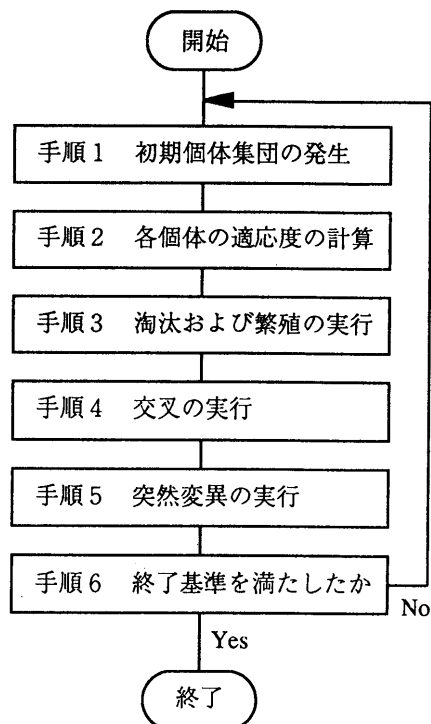 開始
手順1 初期個体集団の発生
手順2 各個体の適応度の計算
手順3 淘汰および繁殖の実行
手順4 交叉の実行
手順5 突然変異の実行
手順6 終了基準を満たしたか
No
Yes
終了